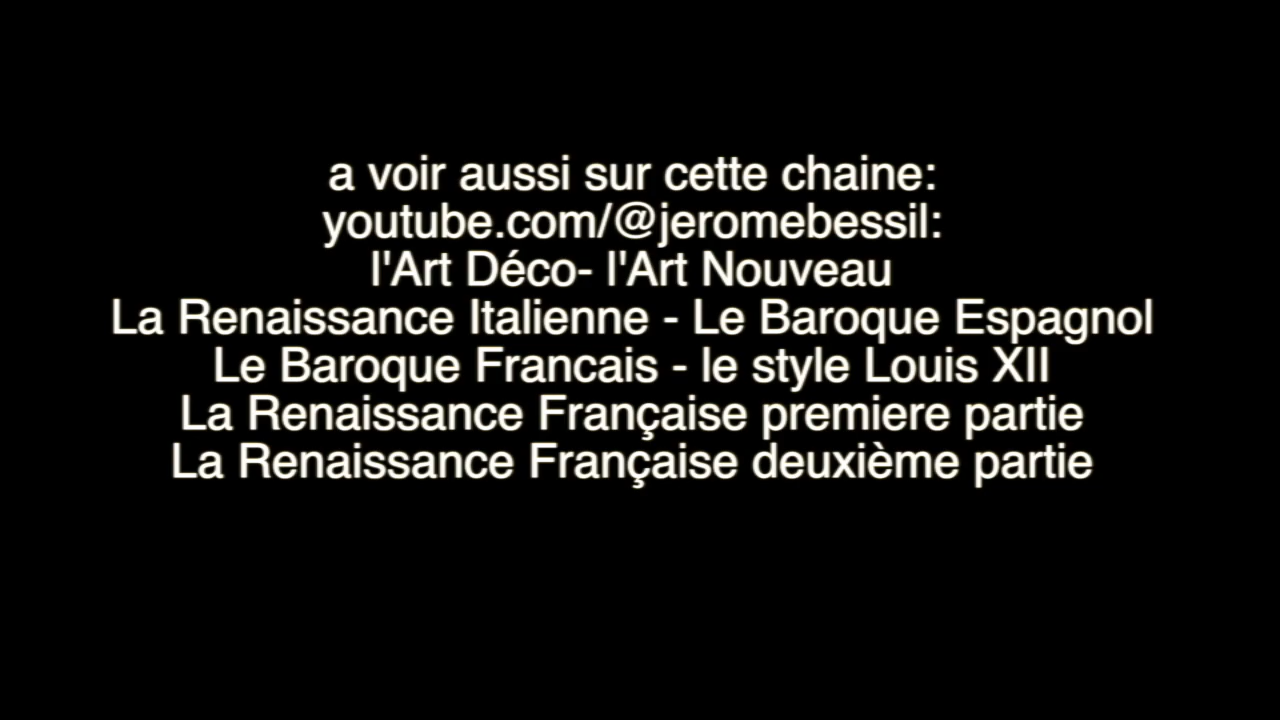 a voir aussi sur cette chaine:
youtube.com/@jeromebessil:
l'Art Déco- l'Art Nouveau
La Renaissance Italienne - Le Baroque Espagnol
Le Baroque Francais - le style Louis XII
La Renaissance Française premiere partie
La Renaissance Française deuxième partie